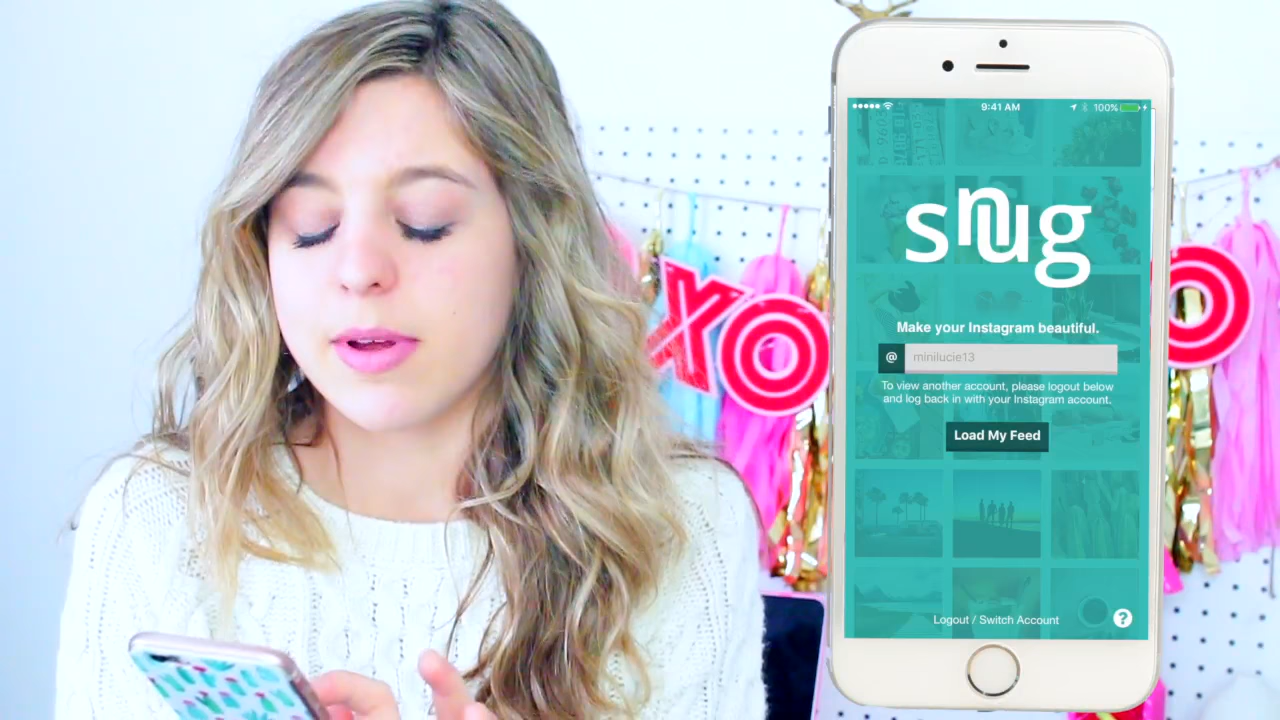 9:41 AM
100%
snug
Make your Instagram beautiful.
@ minilucie13
To view another account, please logout below
and log back in with your Instagram account.
Load My Feed
Logout / Switch Account
?
XO
O